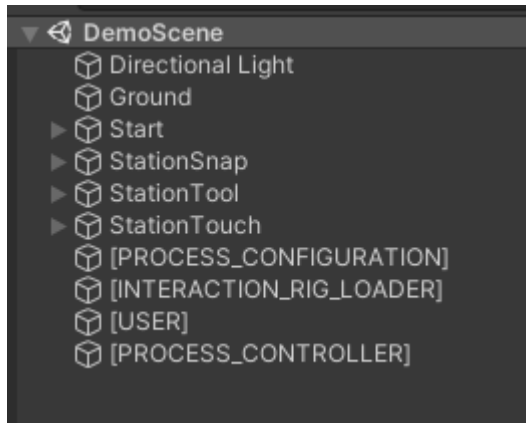 DemoScene
Directional Light
Ground
Start
StationSnap
StationTool
StationTouch
[PROCESS_CONFIGURATION]
[INTERACTION_RIG_LOADER]
[USER]
[PROCESS_CONTROLLER]